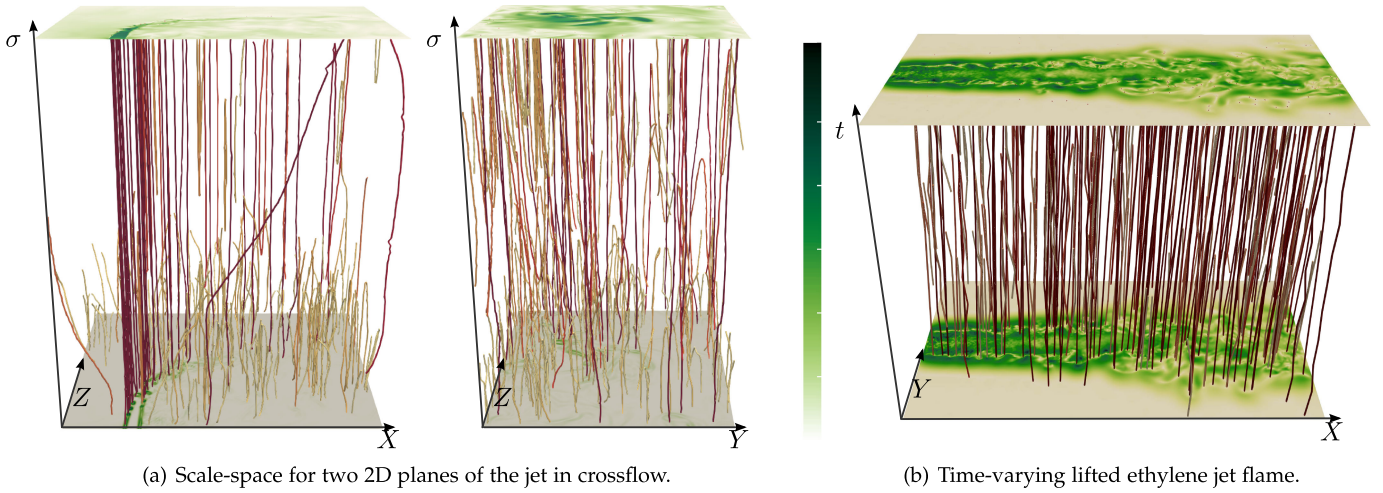 σ
Z
X
σ
Z
Y
t
Y
X
(a) Scale-space for two 2D planes of the jet in crossflow.
(b) Time-varying lifted ethylene jet flame.